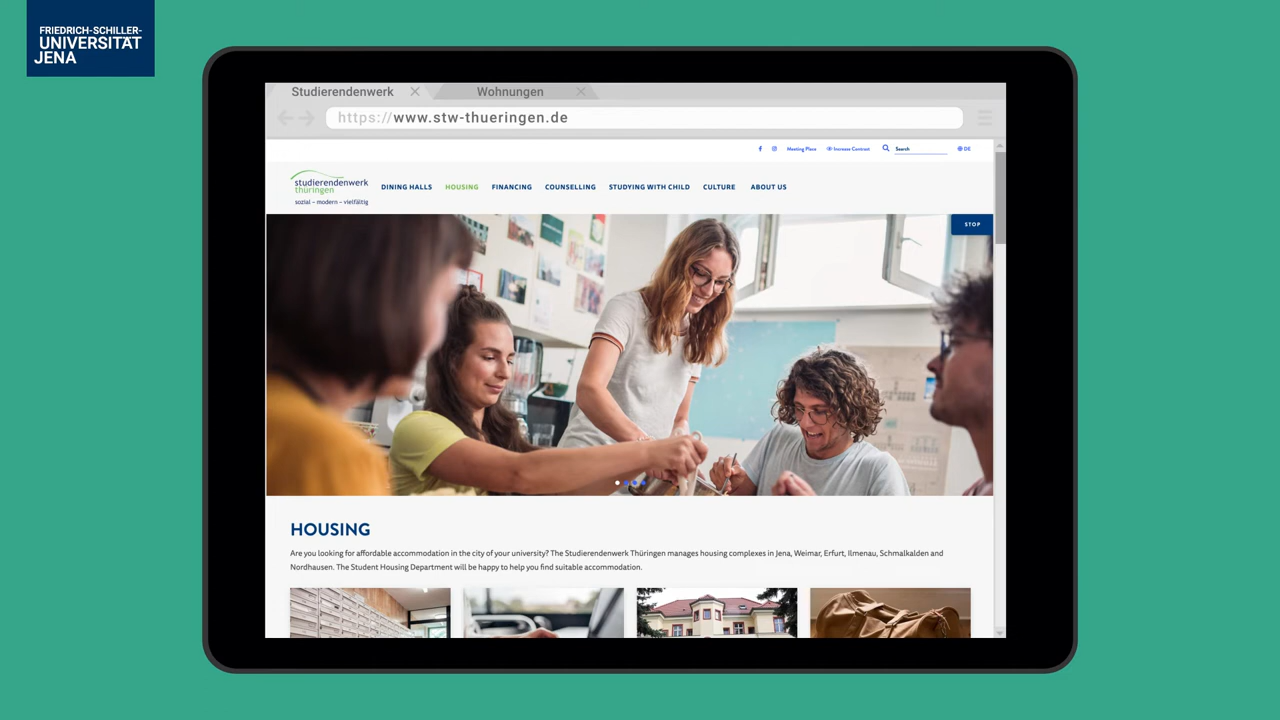 FRIEDRICH-SCHILLER-
UNIVERSITÄT
JENA
Studierendenwerk
Wohnungen
https://www.stw-thueringen.de
Meeting Place
Increase Contrast
Search
DE
studierendenwerk
thüringen
sozial – modern – vielfältig
DINING HALLS HOUSING FINANCING COUNSELLING STUDYING WITH CHILD CULTURE ABOUT US
STOP
HOUSING
Are you looking for affordable accommodation in the city of your university? The Studierendenwerk Thüringen manages housing complexes in Jena, Weimar, Erfurt, Ilmenau, Schmalkalden and
Nordhausen. The Student Housing Department will be happy to help you find suitable accommodation.